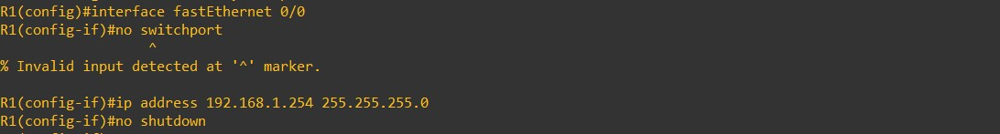 R1(config)#interface fastEthernet 0/0
R1(config-if)#no switchport
^
% Invalid input detected at '^' marker.
R1(config-if)#ip address 192.168.1.254 255.255.255.0
R1(config-if)#no shutdown